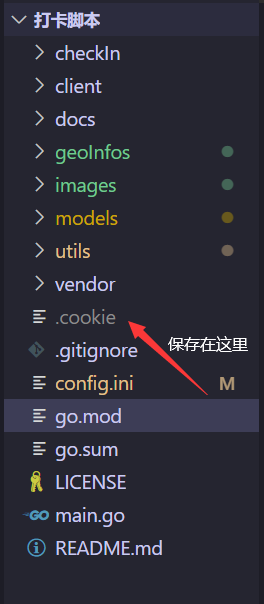 打卡脚本
checkIn
client
docs
geoInfos
images
models
utils
vendor
.cookie
保存在这里
.gitignore
config.ini M
go.mod
go.sum
LICENSE
GO main.go
README.md